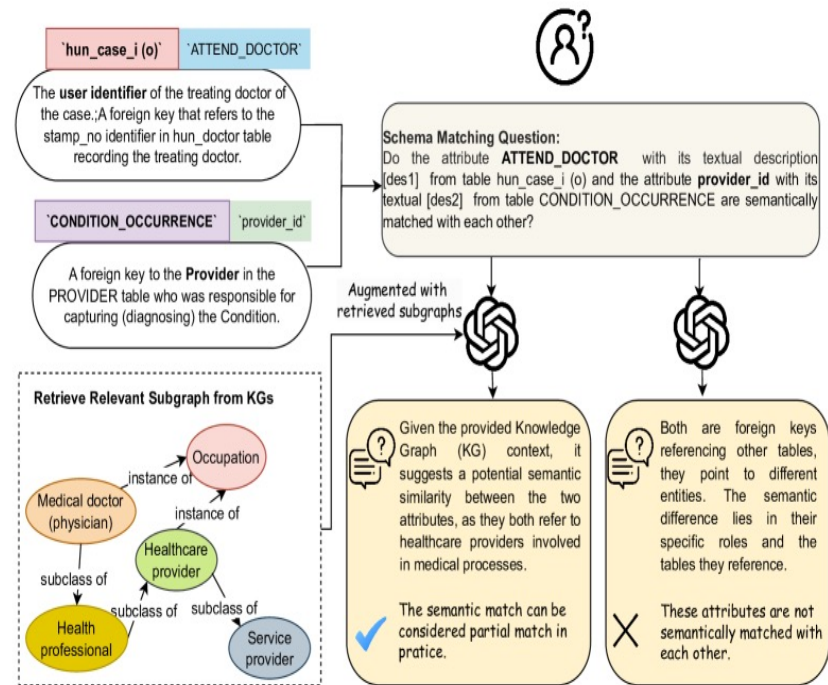 `hun_case_i (o)` `ATTEND_DOCTOR`
The user identifier of the treating doctor of
the case.;A foreign key that refers to the
stamp_no identifier in hun_doctor table
recording the treating doctor.
`CONDITION_OCCURRENCE` `provider_id`
A foreign key to the Provider in the
PROVIDER table who was responsible for
capturing (diagnosing) the Condition.
?
Schema Matching Question:
Do the attribute ATTEND_DOCTOR with its textual description
[des1] from table hun_case_i (o) and the attribute provider_id with its
textual [des2] from table CONDITION_OCCURRENCE are semantically
matched with each other?
Augmented with
retrieved subgraphs
Retrieve Relevant Subgraph from KGs
Occupation
instance of
Medical doctor
(physician)
instance of
Healthcare
provider
subclass of
subclass of
subclass of
Health
professional
Service
provider
?
Given the provided Knowledge
Graph (KG) context, it
suggests a potential semantic
similarity between the two
attributes, as they both refer to
healthcare providers involved
in medical processes.
The semantic match can be
considered partial match in
pratice.
?
Both are foreign keys
referencing other tables,
they point to different
entities. The semantic
difference lies in their
specific roles and the
tables they reference.
These attributes are not
semantically matched with
each other.